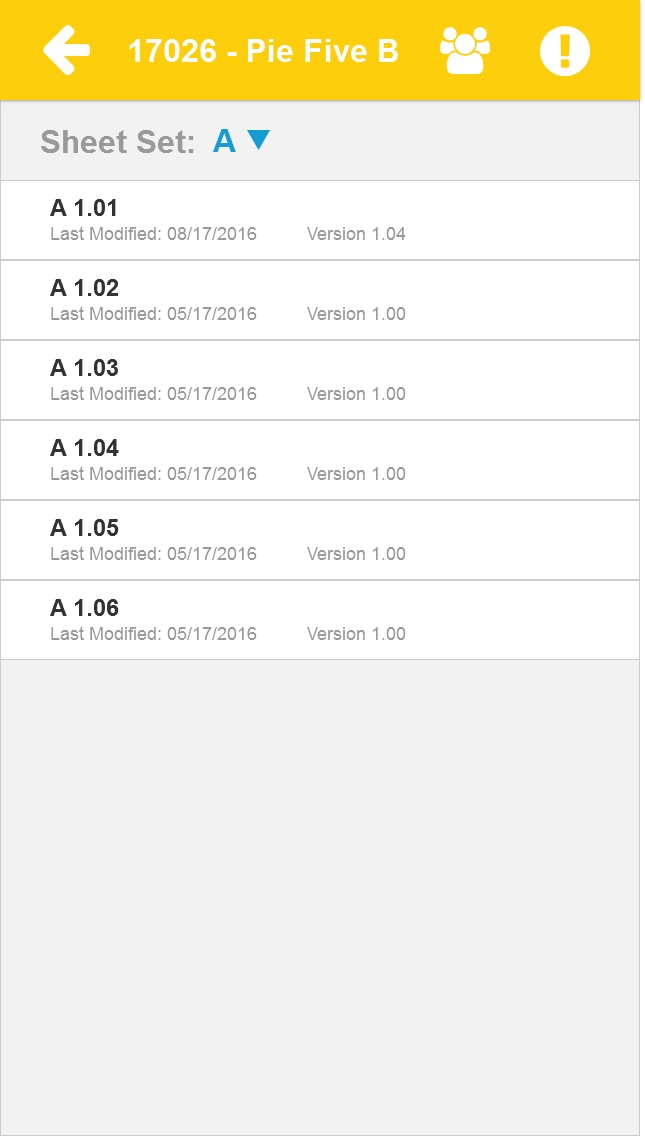 17026 - Pie Five B
Sheet Set: A
A 1.01
Last Modified: 08/17/2016 Version 1.04
A 1.02
Last Modified: 05/17/2016 Version 1.00
A 1.03
Last Modified: 05/17/2016 Version 1.00
A 1.04
Last Modified: 05/17/2016 Version 1.00
A 1.05
Last Modified: 05/17/2016 Version 1.00
A 1.06
Last Modified: 05/17/2016 Version 1.00